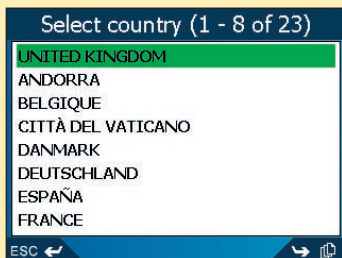 Select country (1 - 8 of 23)
UNITED KINGDOM
ANDORRA
BELGIQUE
CITTÀ DEL VATICANO
DANMARK
DEUTSCHLAND
ESPAÑA
FRANCE
ESC